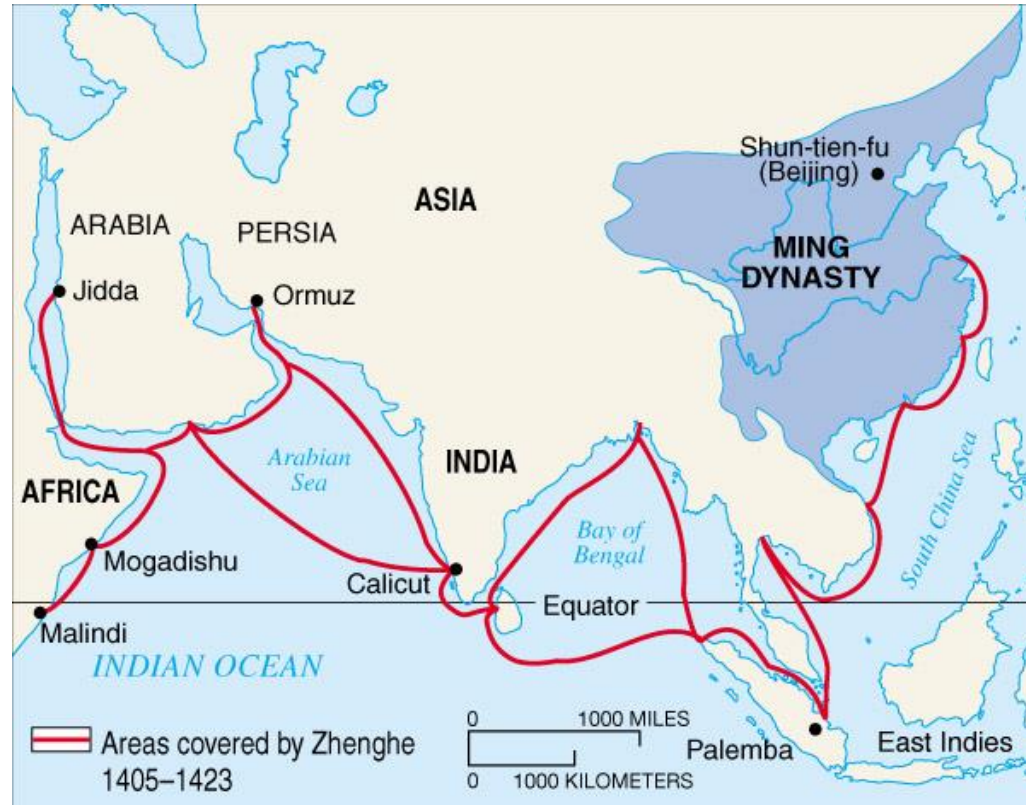 Shun-tien-fu
(Beijing)
ASIA
ARABIA
PERSIA
MING
DYNASTY
Jidda
Ormuz
Arabian
Sea
INDIA
AFRICA
Bay of
Bengal
South China Sea
Mogadishu
Calicut
Equator
Malindi
INDIAN OCEAN
0 1000 MILES
0 1000 KILOMETERS
Palemba
East Indies
Areas covered by Zhenghe
1405–1423